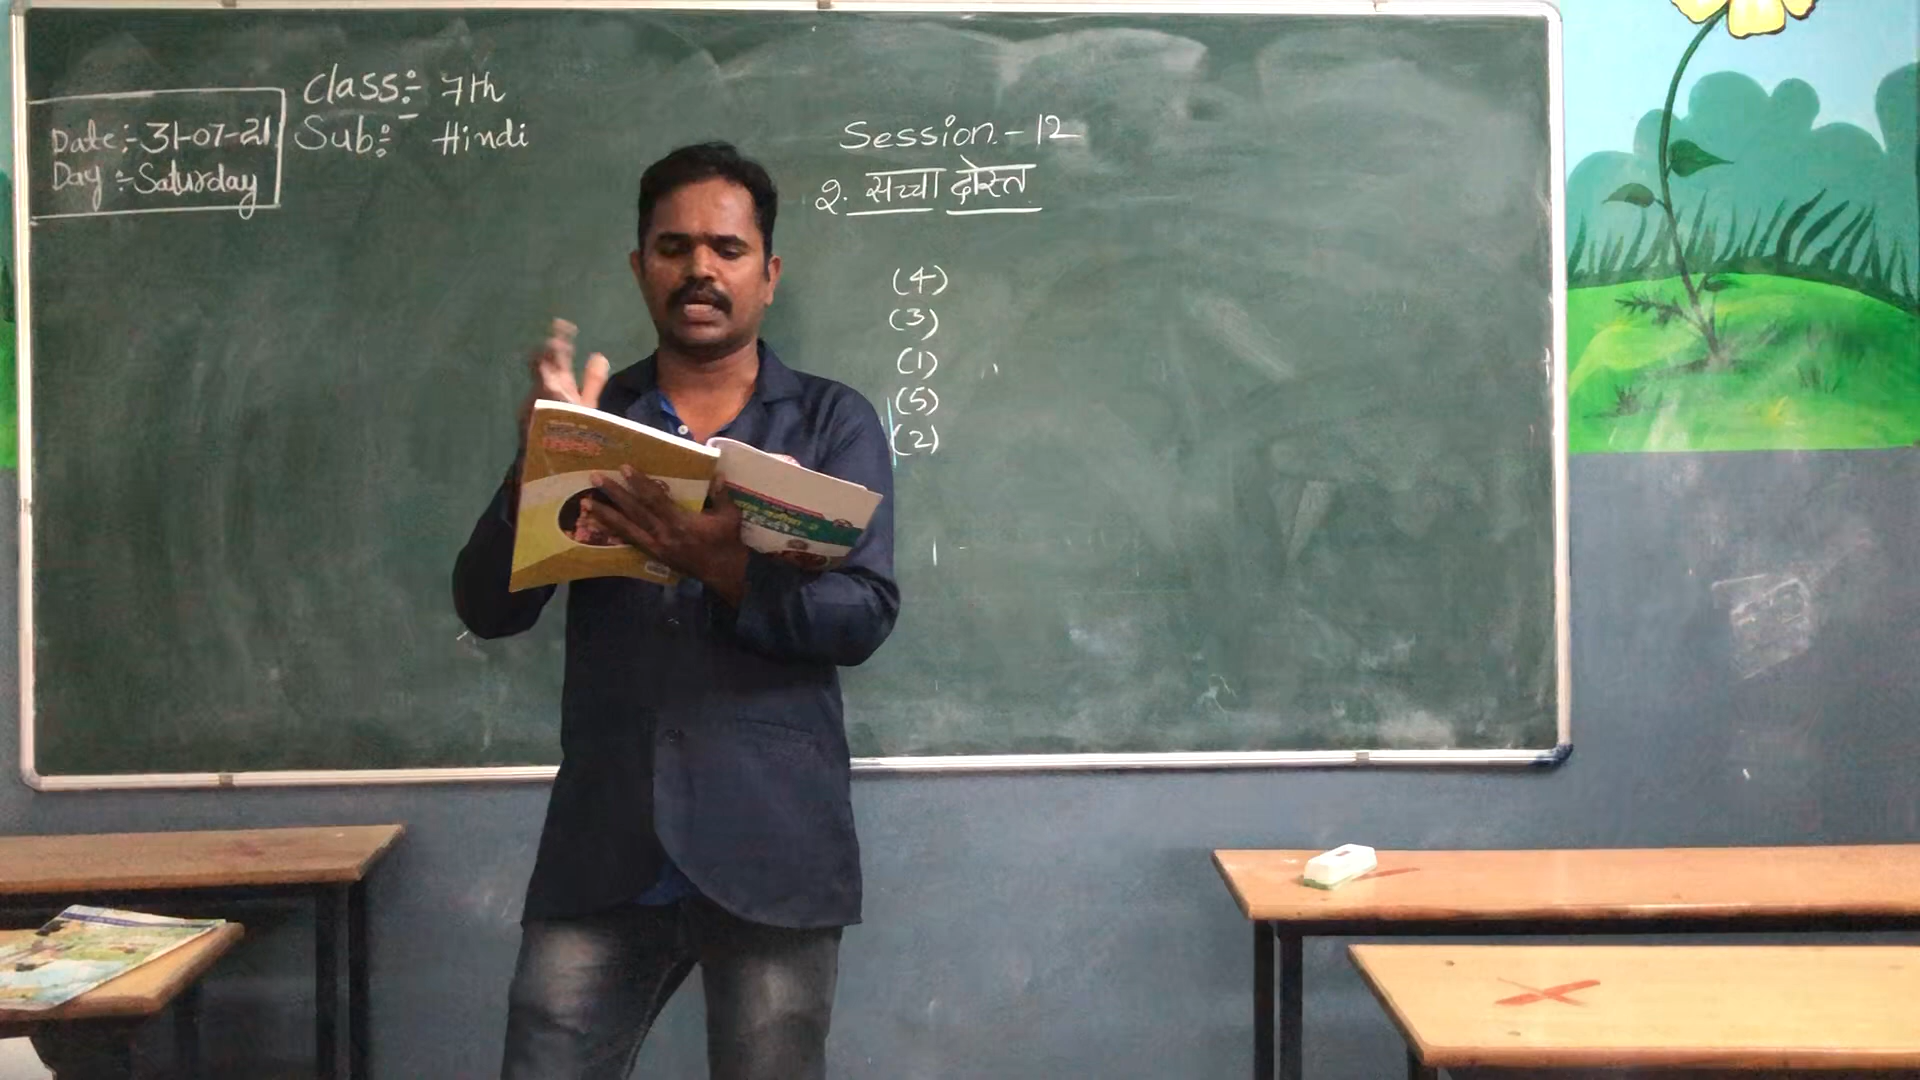 Class:- 7th
Date:- 31-07-21
Sub:- Hindi
Day :- Saturday
Session - 12
2. सच्चा दोस्त
(4)
(3)
(1)
(5)
(2)
हिंदी